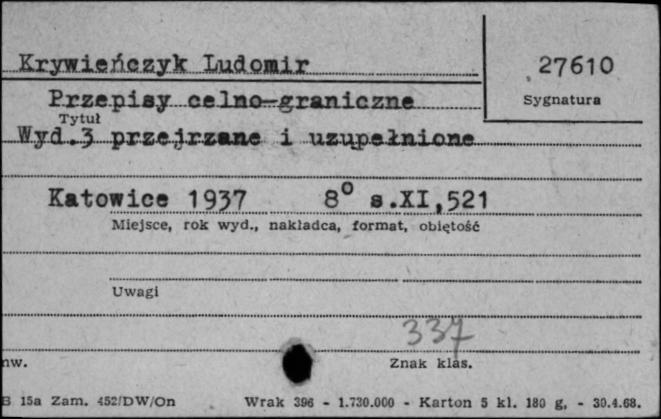 Krywieńczyk Ludomir
27610
Sygnatura
Przepisy celno-graniczne
Tytuł
Wyd.3 przejrzane i uzupełnione
Katowice 1937 8° s.XI,521
Miejsce, rok wyd., nakładca, format, objętość
Uwagi
337
Znak klas.
nw.
B 15a Zam. 452/DW/On Wrak 396 - 1.730.000 - Karton 5 kl. 180 g, - 30.4.68.